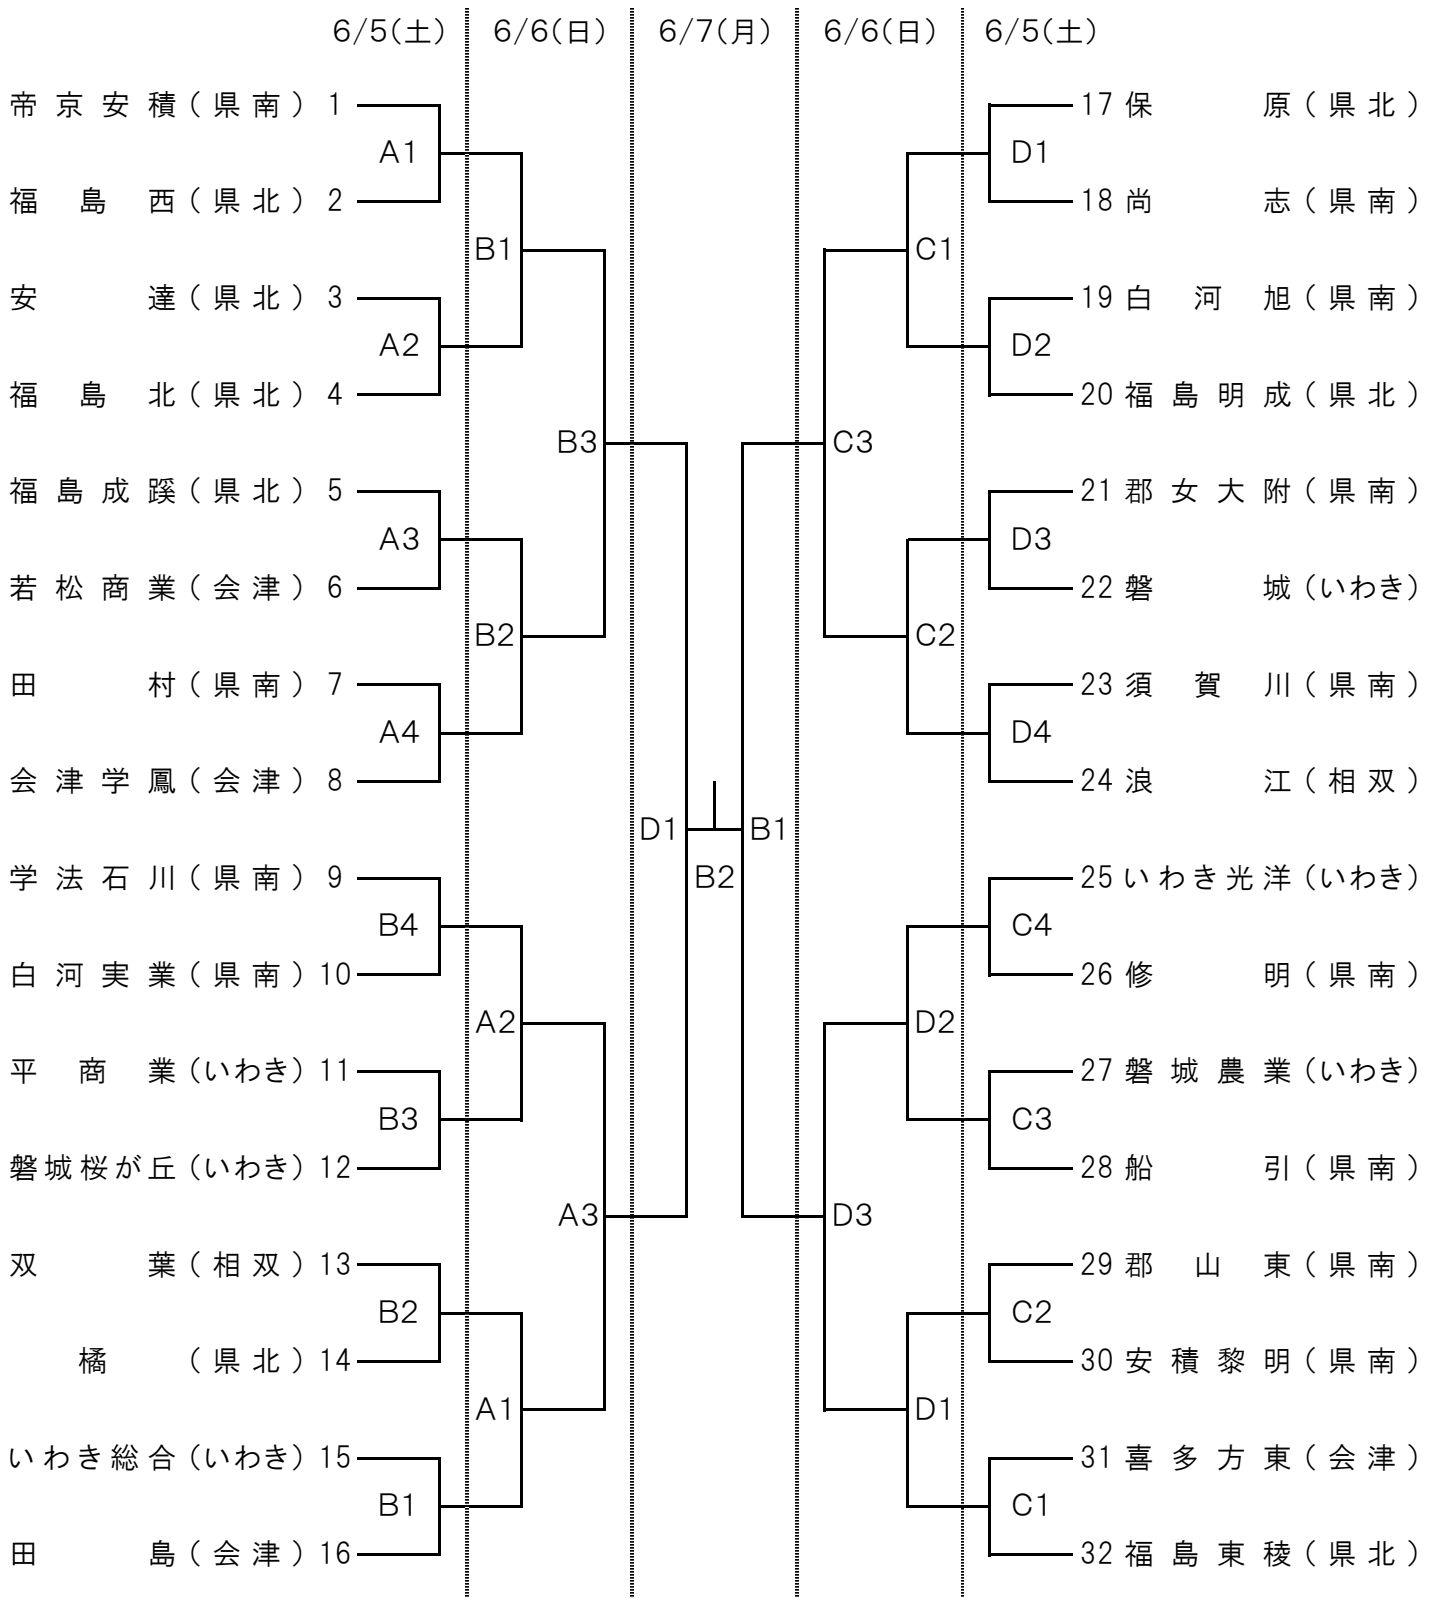 6/5(土) 6/6(日) 6/7(月) 6/6(日) 6/5(土)
帝京安積(県南) 1 17 保原(県北)
A1 D1
福島西(県北) 2 18 尚志(県南)
B1 C1
安達(県北) 3 19 白河旭(県南)
A2 D2
福島北(県北) 4 20 福島明成(県北)
B3 C3
福島成蹊(県北) 5 21 郡女大附(県南)
A3 D3
若松商業(会津) 6 22 磐城(いわき)
B2 C2
田村(県南) 7 23 須賀川(県南)
A4 D4
会津学鳳(会津) 8 24 浪江(相双)
D1 B1
学法石川(県南) 9 B2 25 いわき光洋(いわき)
B4 C4
白河実業(県南) 10 26 修明(県南)
A2 D2
平商業(いわき) 11 27 磐城農業(いわき)
B3 C3
磐城桜が丘(いわき) 12 28 船引(県南)
A3 D3
双葉(相双) 13 29 郡山東(県南)
B2 C2
橘(県北) 14 30 安積黎明(県南)
A1 D1
いわき総合(いわき) 15 31 喜多方東(会津)
B1 C1
田島(会津) 16 32 福島東稜(県北)